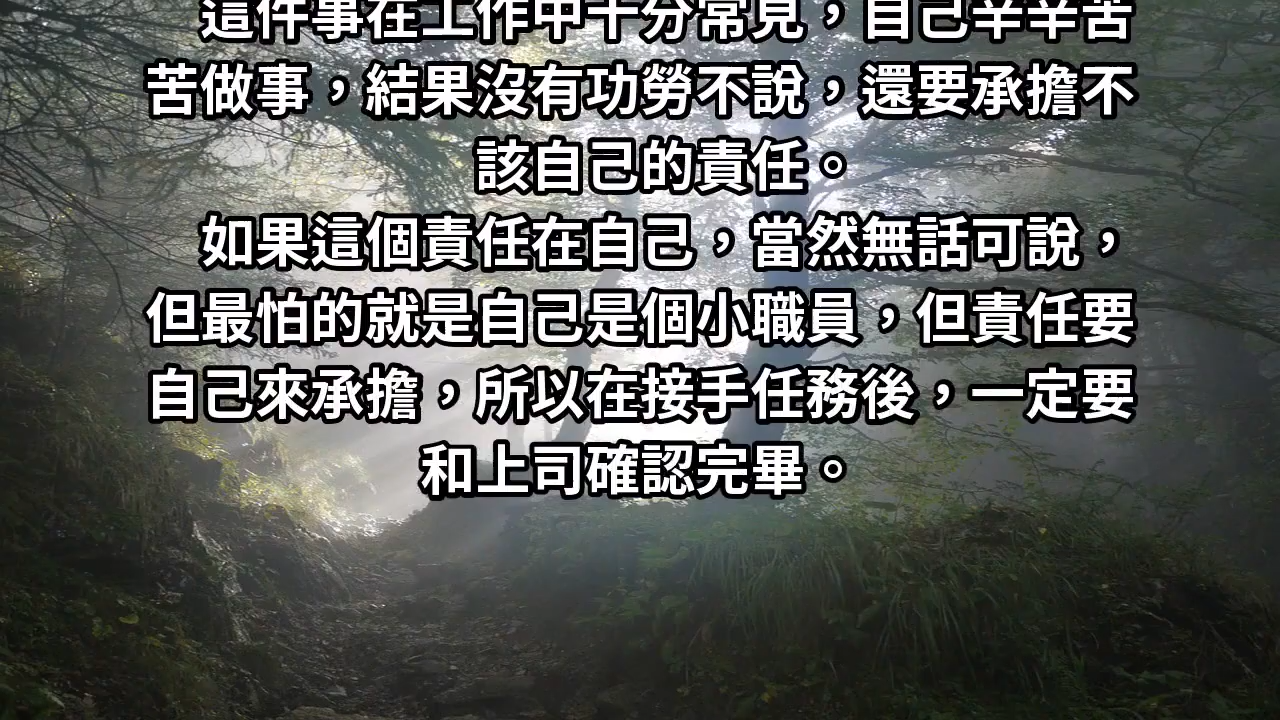 這件事在工作中十分常見，自己辛辛苦
苦做事，結果沒有功勞不說，還要承擔不
該自己的責任。
如果這個責任在自己，當然無話可說，
但最怕的就是自己是個小職員，但責任要
自己來承擔，所以在接手任務後，一定要
和上司確認完畢。